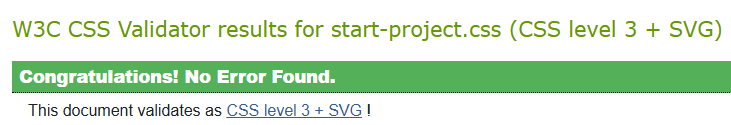 W3C CSS Validator results for start-project.css (CSS level 3 + SVG)
Congratulations! No Error Found.
This document validates as CSS level 3 + SVG !